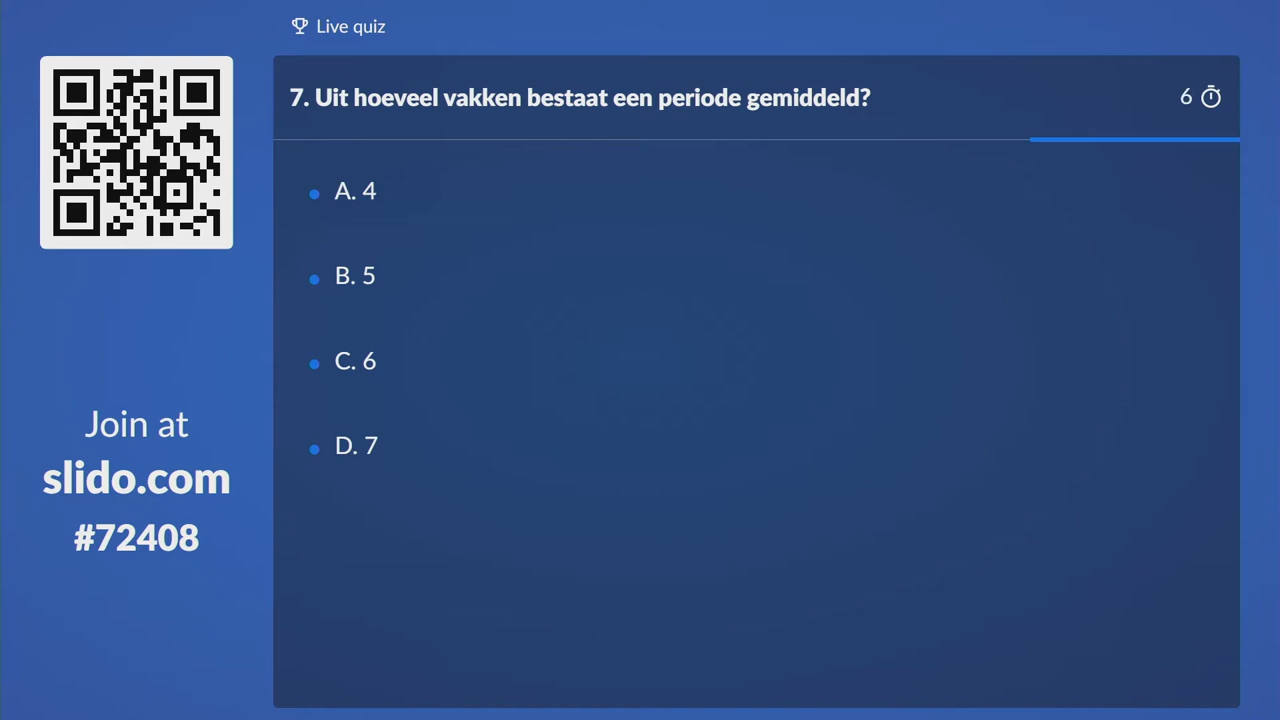 Live quiz
7. Uit hoeveel vakken bestaat een periode gemiddeld?
6
A. 4
B. 5
C. 6
D. 7
Join at
slido.com
#72408